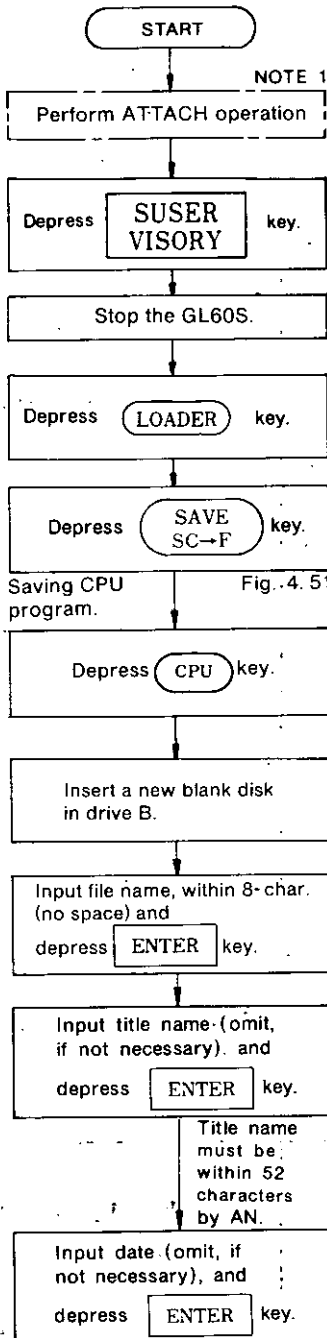 START
NOTE 1
Perform ATTACH operation
Depress SUSER VISORY key.
Stop the GL60S.
Depress LOADER key.
Depress SAVE SC→F key.
Saving CPU program.
Fig. 4.51
Depress CPU key.
Insert a new blank disk
in drive B.
Input file name, within 8-char.
(no space) and
depress ENTER key.
Input title name (omit,
if not necessary). and
depress ENTER key.
Title name
must be
within 52
characters
by AN.
Input date (omit, if
not necessary), and
depress ENTER key.